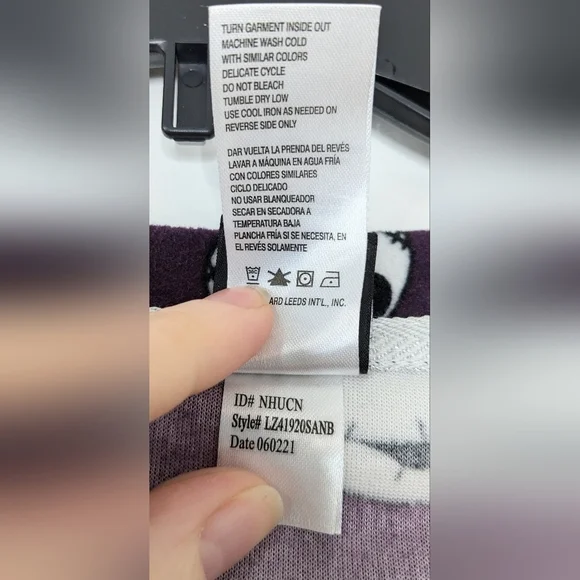 TURN GARMENT INSIDE OUT
MACHINE WASH COLD
WITH SIMILAR COLORS
DELICATE CYCLE
DO NOT BLEACH
TUMBLE DRY LOW
USE COOL IRON AS NEEDED ON
REVERSE SIDE ONLY
DAR VUELTA LA PRENDA DEL REVÉS
LAVAR A MÁQUINA EN AGUA FRÍA
CON COLORES SIMILARES
CICLO DELICADO
NO USAR BLANQUEADOR
SECAR EN SECADORA A
TEMPERATURA BAJA
PLANCHA FRÍA SI SE NECESITA, EN
EL REVÉS SOLAMENTE
ARD LEEDS INT'L., INC.
ID# NHUCN
Style# LZ41920SANB
Date 060221